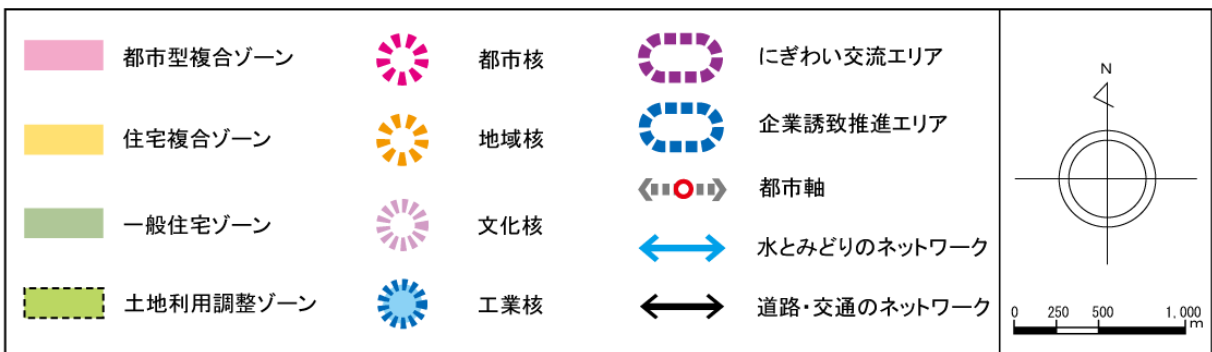 都市型複合ゾーン
住宅複合ゾーン
一般住宅ゾーン
土地利用調整ゾーン
都市核
地域核
文化核
工業核
にぎわい交流エリア
企業誘致推進エリア
都市軸
水とみどりのネットワーク
道路・交通のネットワーク
N
0 250 500 1,000
m